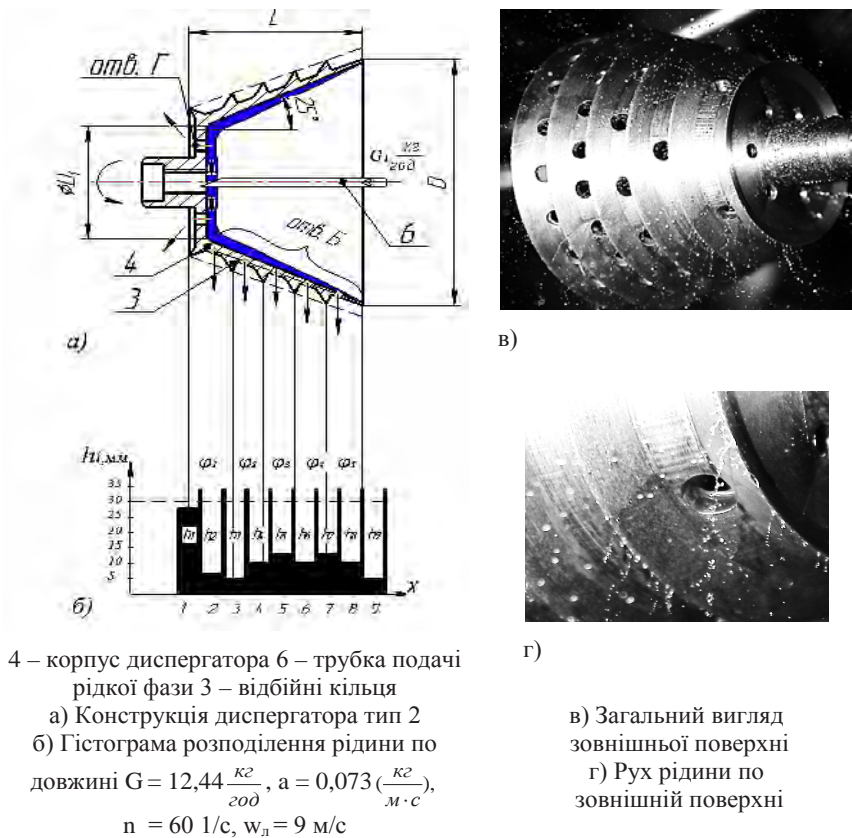 L
отв. Г
25°
G₁, кг/год
D
ØD₁
отв. Б
6
4
3
а)
в)
h, мм
φ₁ φ₂ φ₃ φ₄ φ₅
35
30
25
20
15
10
5
h₁ h₂ h₃ h₄ h₅ h₆ h₇ h₈ h₉
X
б)
1 2 3 4 5 6 7 8 9
г)
4 – корпус диспергатора 6 – трубка подачі
рідкої фази 3 – відбійні кільця
а) Конструкція диспергатора тип 2
б) Гістограма розподілення рідини по
довжині G = 12,44 кг/год, а = 0,073 (кг/м·с),
n = 60 1/с, wл = 9 м/с
в) Загальний вигляд
зовнішньої поверхні
г) Рух рідини по
зовнішній поверхні